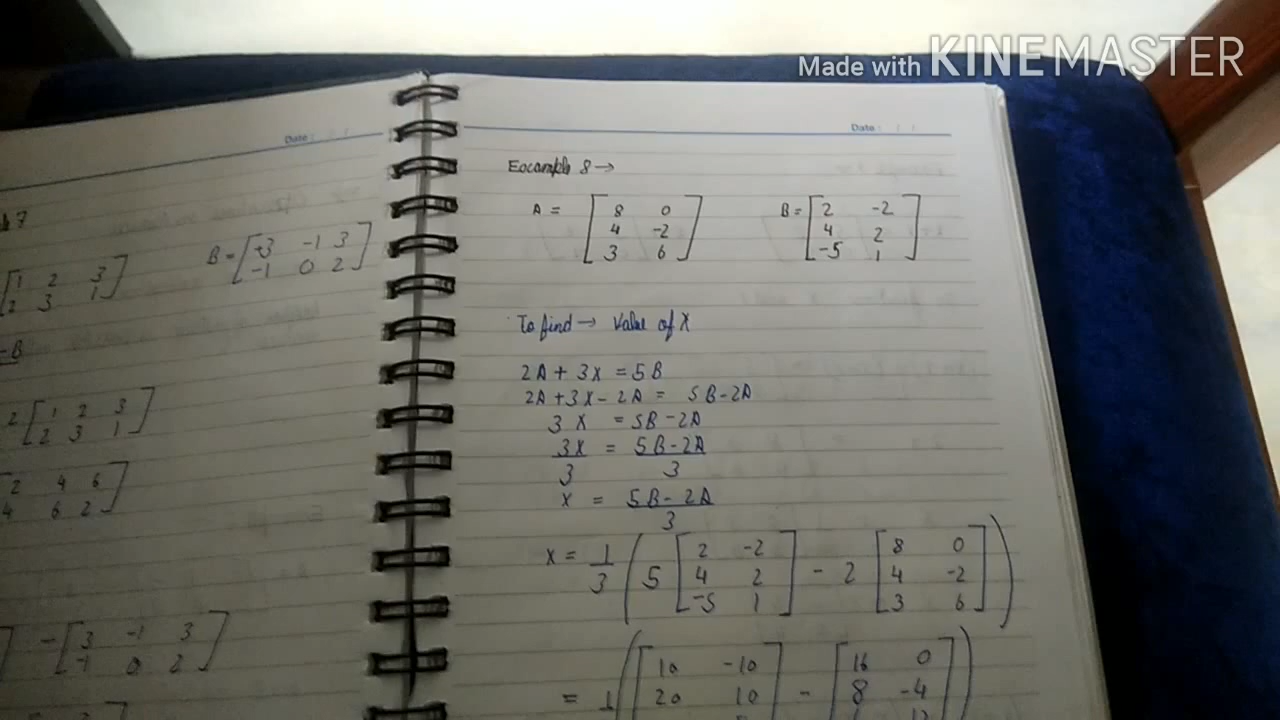 Made with KINEMASTER
Date :
7
[1 2 3
2 3 1]
B = [+3 -1 3
-1 0 2]
-B
2 [1 2 3
2 3 1]
2 4 6
4 6 2]
] - [3 -1 3
-1 0 2]
Date :
Example 8 →
A = [8 0
4 -2
3 6]
B = [2 -2
4 2
-5 1]
To find → Value of X
2A + 3X = 5B
2A + 3X - 2A = 5B - 2A
3X = 5B - 2A
3X/3 = 5B - 2A/3
X = 5B - 2A/3
X = 1/3 (5 [2 -2
4 2
-5 1] - 2 [8 0
4 -2
3 6])
= 1 ([10 -10
20 10] - [16 0
8 -4])